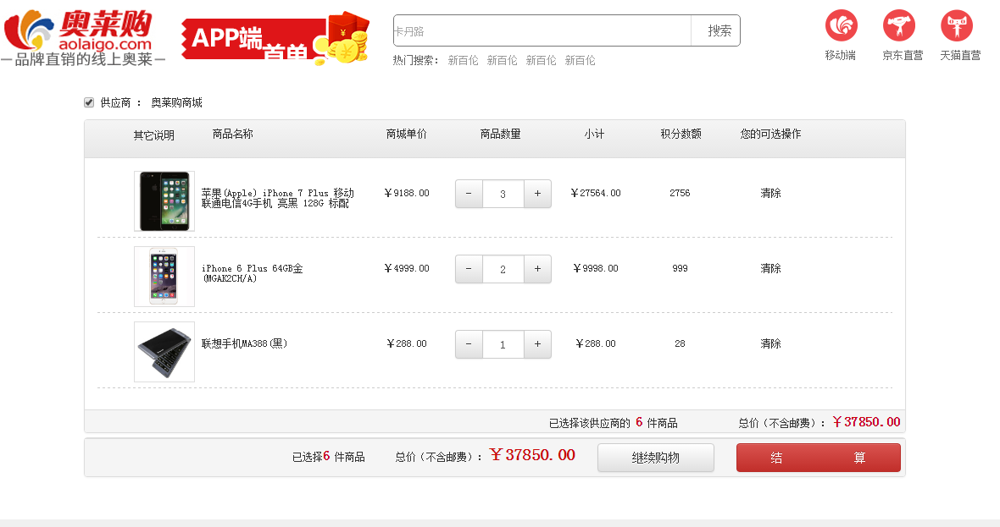 奥莱购
aolaigo.com
品牌直销的线上奥莱
APP端首单
卡丹路
搜索
热门搜索： 新百伦 新百伦 新百伦 新百伦
移动端 京东直营 天猫直营
供应商 ： 奥莱购商城
其它说明 商品名称 商城单价 商品数量 小计 积分数额 您的可选操作
苹果(Apple) iPhone 7 Plus 移动
联通电信4G手机 亮黑 128G 标配
￥9188.00 - 3 + ￥27564.00 2756 清除
iPhone 6 Plus 64GB金
(MGAK2CH/A)
￥4999.00 - 2 + ￥9998.00 999 清除
联想手机MA388(黑) ￥288.00 - 1 + ￥288.00 28 清除
已选择该供应商的 6 件商品 总价（不含邮费）：￥37850.00
已选择6 件商品 总价（不含邮费）：￥37850.00 继续购物 结 算